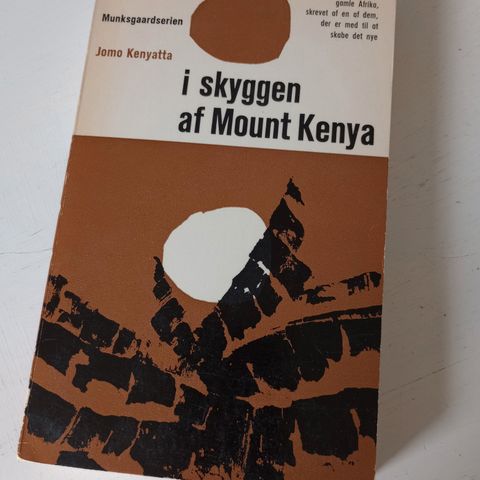 Munksgaardserien
gamle Afrika,
skrevet af en af dem,
der er med til at
skabe det nye
Jomo Kenyatta
i skyggen
af Mount Kenya